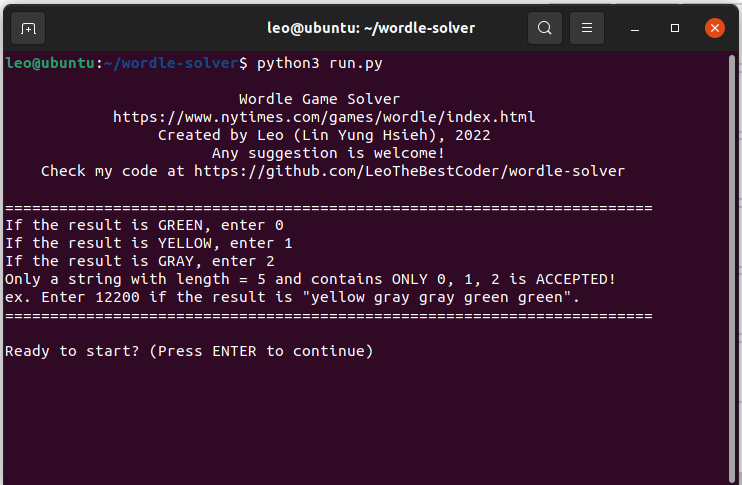 leo@ubuntu: ~/wordle-solver
leo@ubuntu:~/wordle-solver$ python3 run.py
Wordle Game Solver
https://www.nytimes.com/games/wordle/index.html
Created by Leo (Lin Yung Hsieh), 2022
Any suggestion is welcome!
Check my code at https://github.com/LeoTheBestCoder/wordle-solver
========================================================================
If the result is GREEN, enter 0
If the result is YELLOW, enter 1
If the result is GRAY, enter 2
Only a string with length = 5 and contains ONLY 0, 1, 2 is ACCEPTED!
ex. Enter 12200 if the result is "yellow gray gray green green".
========================================================================
Ready to start? (Press ENTER to continue)